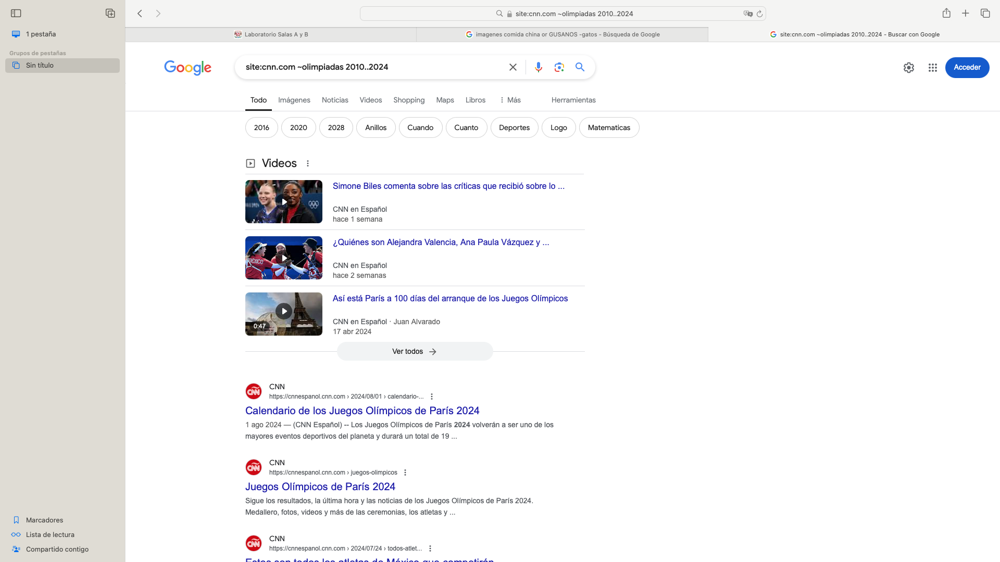 site:cnn.com ~olimpiadas 2010..2024
1 pestaña
Grupos de pestañas
Sin título
Laboratorio Salas A y B
imagenes comida china or GUSANOS -gatos - Búsqueda de Google
site:cnn.com ~olimpiadas 2010..2024 - Buscar con Google
Google
site:cnn.com ~olimpiadas 2010..2024
Acceder
Todo
Imágenes
Noticias
Videos
Shopping
Maps
Libros
Más
Herramientas
2016
2020
2028
Anillos
Cuando
Cuanto
Deportes
Logo
Matematicas
Videos
Simone Biles comenta sobre las críticas que recibió sobre lo ...
CNN en Español
hace 1 semana
MÉXICO
¿Quiénes son Alejandra Valencia, Ana Paula Vázquez y ...
CNN en Español
hace 2 semanas
0:47
Así está París a 100 días del arranque de los Juegos Olímpicos
CNN en Español · Juan Alvarado
17 abr 2024
Ver todos
CNN
https://cnnespanol.cnn.com › 2024/08/01 › calendario-...
Calendario de los Juegos Olímpicos de París 2024
1 ago 2024 — (CNN Español) -- Los Juegos Olímpicos de París 2024 volverán a ser uno de los
mayores eventos deportivos del planeta y durará un total de 19 ...
CNN
https://cnnespanol.cnn.com › juegos-olimpicos
Juegos Olímpicos de París 2024
Sigue los resultados, la última hora y las noticias de los Juegos Olímpicos de París 2024.
Medallero, fotos, videos y más de las ceremonias, los atletas y ...
CNN
https://cnnespanol.cnn.com › 2024/07/24 › todos-atlet...
Estos son todos los atletas de México que competirán
Marcadores
Lista de lectura
Compartido contigo